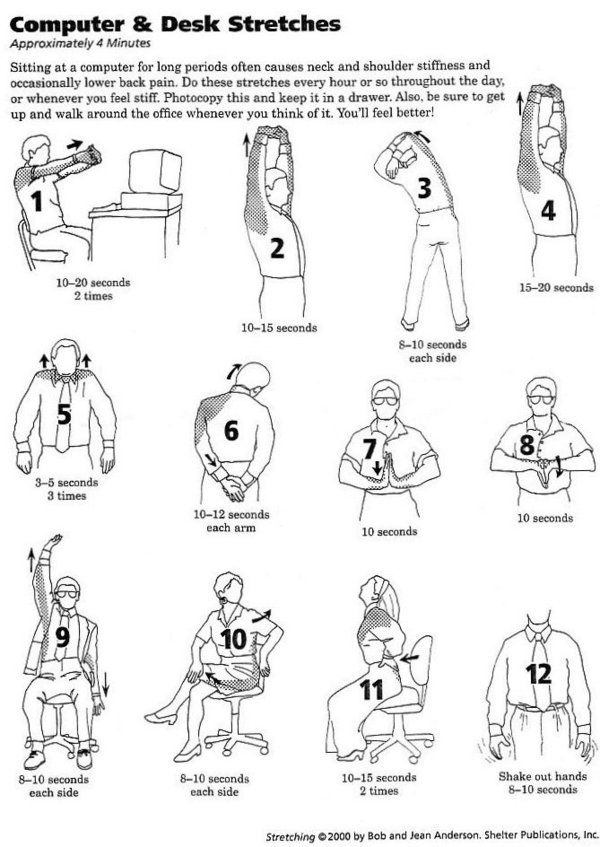 Computer & Desk Stretches
Approximately 4 Minutes
Sitting at a computer for long periods often causes neck and shoulder stiffness and
occasionally lower back pain. Do these stretches every hour or so throughout the day,
or whenever you feel stiff. Photocopy this and keep it in a drawer. Also, be sure to get
up and walk around the office whenever you think of it. You'll feel better!
1
10–20 seconds
2 times
2
10–15 seconds
3
8–10 seconds
each side
4
15–20 seconds
5
3–5 seconds
3 times
6
10–12 seconds
each arm
7
10 seconds
8
10 seconds
9
8–10 seconds
each side
10
8–10 seconds
each side
11
10–15 seconds
2 times
12
Shake out hands
8–10 seconds
Stretching ©2000 by Bob and Jean Anderson. Shelter Publications, Inc.